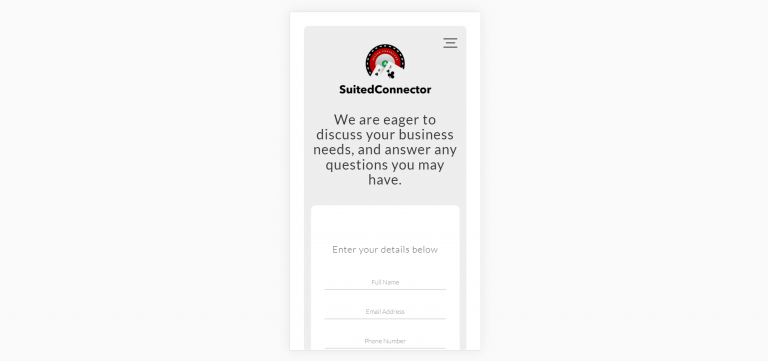 SuitedConnector
We are eager to
discuss your business
needs, and answer any
questions you may
have.
Enter your details below
Full Name
Email Address
Phone Number